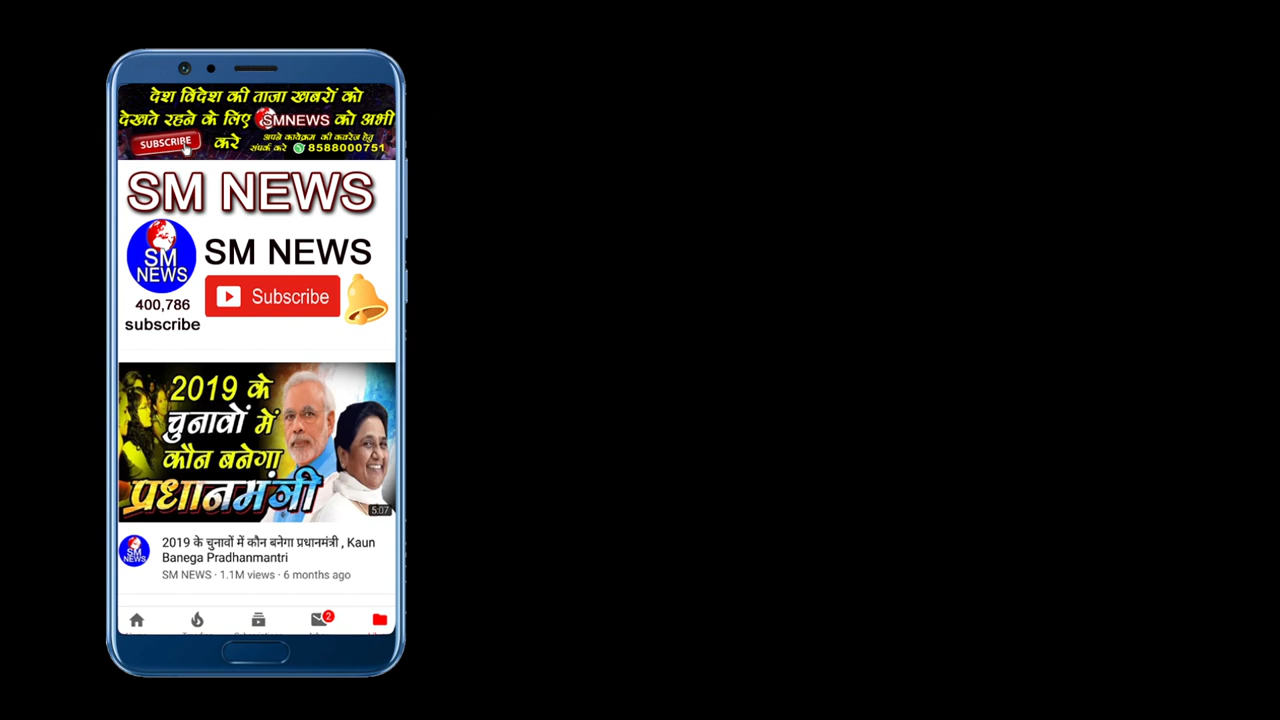 देश विदेश की ताजा खबरों को
देखते रहने के लिए SMNEWS को अभी
SUBSCRIBE करे अपने कार्यक्रम की कवरेज हेतु
संपर्क करे 8588000751
SM NEWS
SM NEWS
SM NEWS
Subscribe
400,786
subscribe
2019 के
चुनावों में
कौन बनेगा
प्रधानमंत्री
5:07
SM NEWS
2019 के चुनावों में कौन बनेगा प्रधानमंत्री , Kaun
Banega Pradhanmantri
SM NEWS · 1.1M views · 6 months ago
2